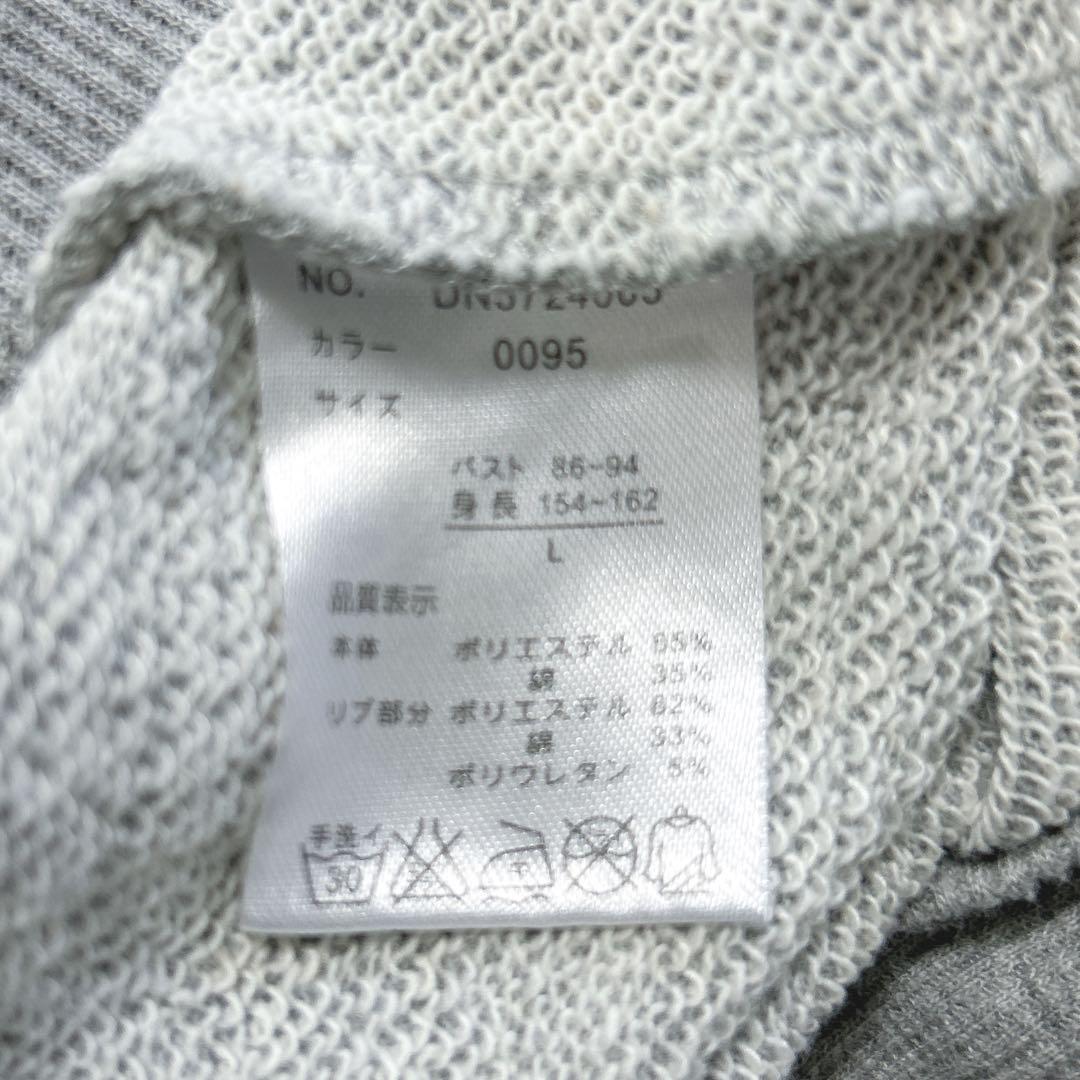 NO.
カラー 0095
サイズ
バスト 86-94
身長 154-162
L
品質表示
本体 ポリエステル 65%
綿 35%
リブ部分 ポリエステル 62%
綿 33%
ポリウレタン 5%
手洗イ
30